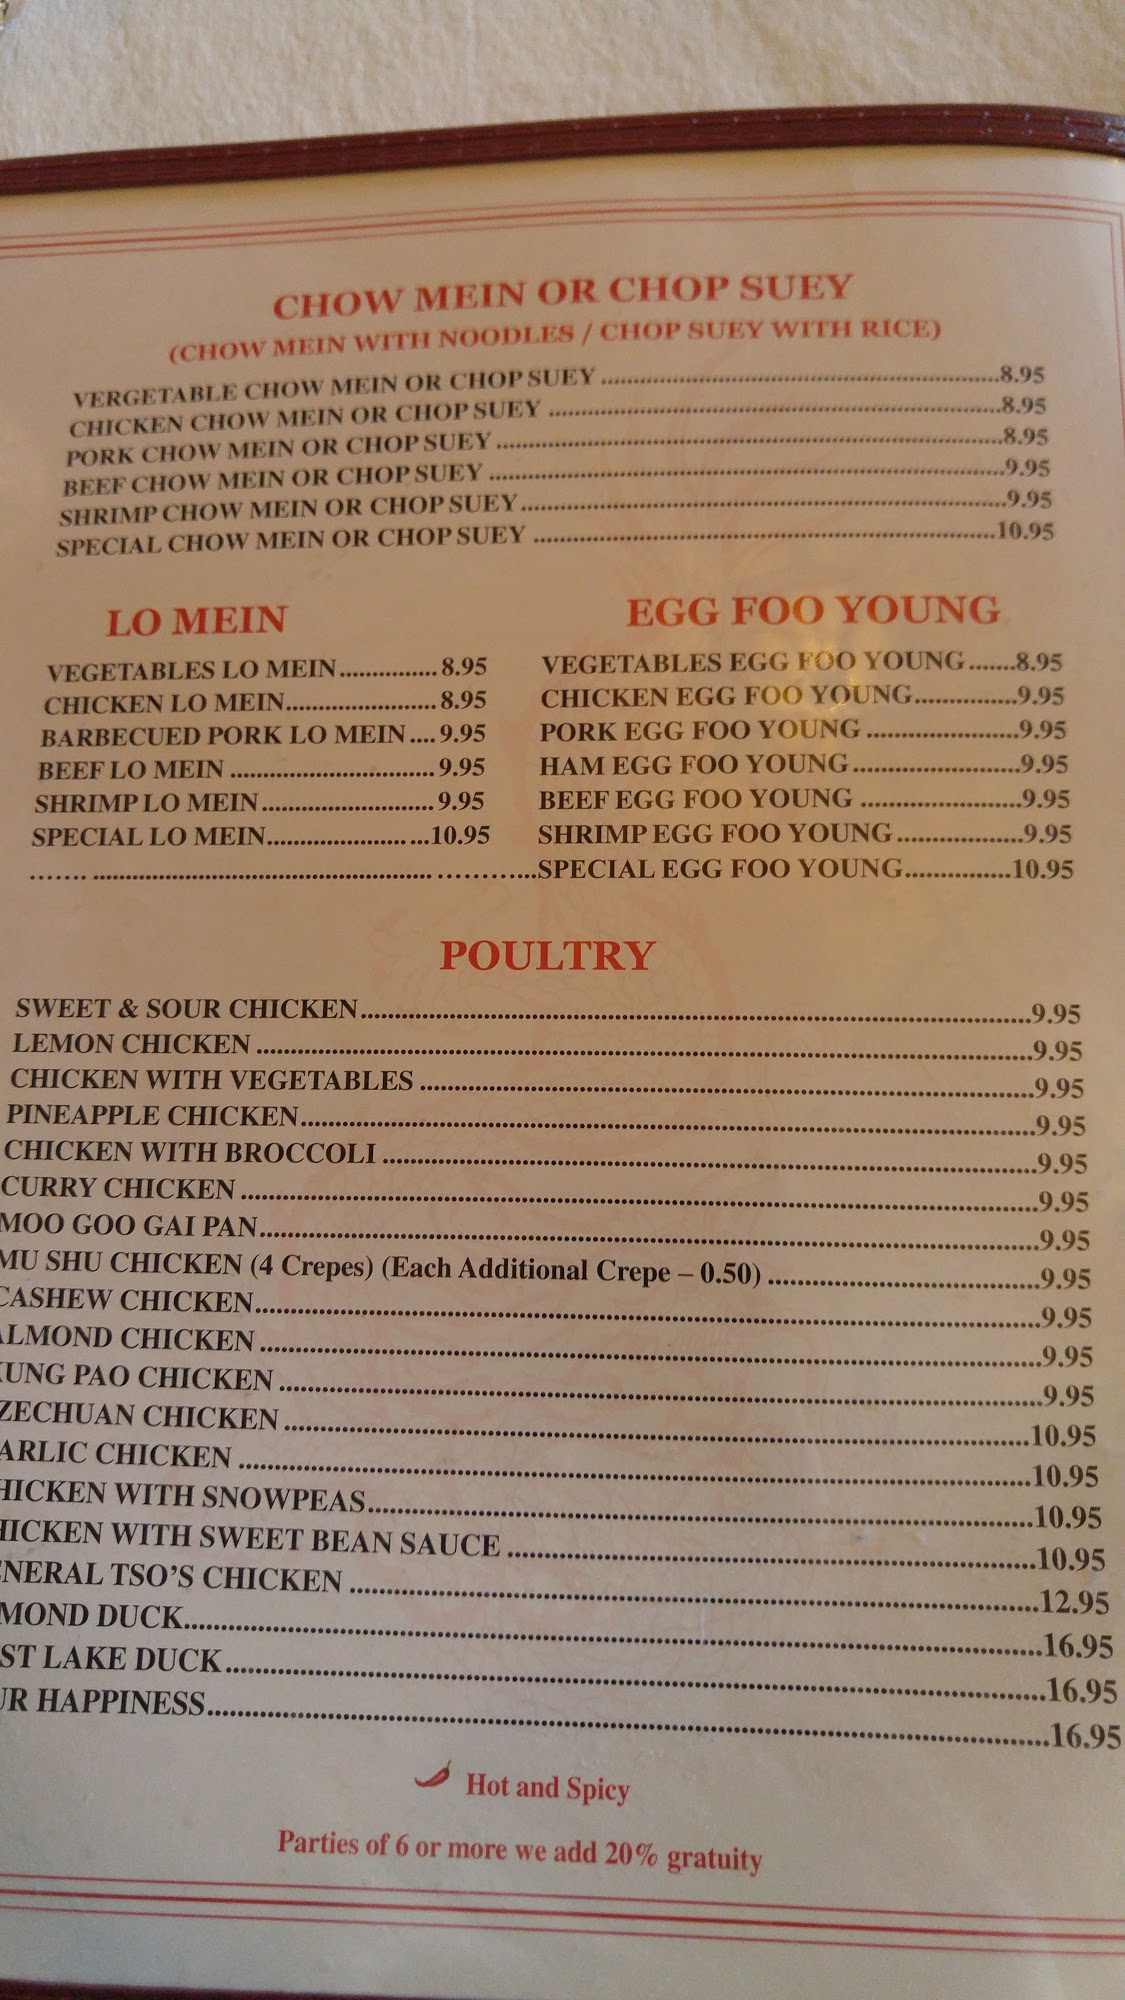 CHOW MEIN OR CHOP SUEY
(CHOW MEIN WITH NOODLES / CHOP SUEY WITH RICE)
VERGETABLE CHOW MEIN OR CHOP SUEY ..... 8.95
CHICKEN CHOW MEIN OR CHOP SUEY ..... 8.95
PORK CHOW MEIN OR CHOP SUEY ..... 8.95
BEEF CHOW MEIN OR CHOP SUEY ..... 9.95
SHRIMP CHOW MEIN OR CHOP SUEY ..... 9.95
SPECIAL CHOW MEIN OR CHOP SUEY ..... 10.95
LO MEIN
VEGETABLES LO MEIN ..... 8.95
CHICKEN LO MEIN ..... 8.95
BARBECUED PORK LO MEIN .... 9.95
BEEF LO MEIN ..... 9.95
SHRIMP LO MEIN ..... 9.95
SPECIAL LO MEIN ..... 10.95
EGG FOO YOUNG
VEGETABLES EGG FOO YOUNG ..... 8.95
CHICKEN EGG FOO YOUNG ..... 9.95
PORK EGG FOO YOUNG ..... 9.95
HAM EGG FOO YOUNG ..... 9.95
BEEF EGG FOO YOUNG ..... 9.95
SHRIMP EGG FOO YOUNG ..... 9.95
SPECIAL EGG FOO YOUNG ..... 10.95
POULTRY
SWEET & SOUR CHICKEN ..... 9.95
LEMON CHICKEN ..... 9.95
CHICKEN WITH VEGETABLES ..... 9.95
PINEAPPLE CHICKEN ..... 9.95
CHICKEN WITH BROCCOLI ..... 9.95
CURRY CHICKEN ..... 9.95
MOO GOO GAI PAN ..... 9.95
MU SHU CHICKEN (4 Crepes) (Each Additional Crepe – 0.50) ..... 9.95
CASHEW CHICKEN ..... 9.95
ALMOND CHICKEN ..... 9.95
KUNG PAO CHICKEN ..... 9.95
ZECHUAN CHICKEN ..... 10.95
ARLIC CHICKEN ..... 10.95
HICKEN WITH SNOWPEAS ..... 10.95
HICKEN WITH SWEET BEAN SAUCE ..... 10.95
ENERAL TSO'S CHICKEN ..... 12.95
MOND DUCK ..... 16.95
ST LAKE DUCK ..... 16.95
UR HAPPINESS ..... 16.95
Hot and Spicy
Parties of 6 or more we add 20% gratuity